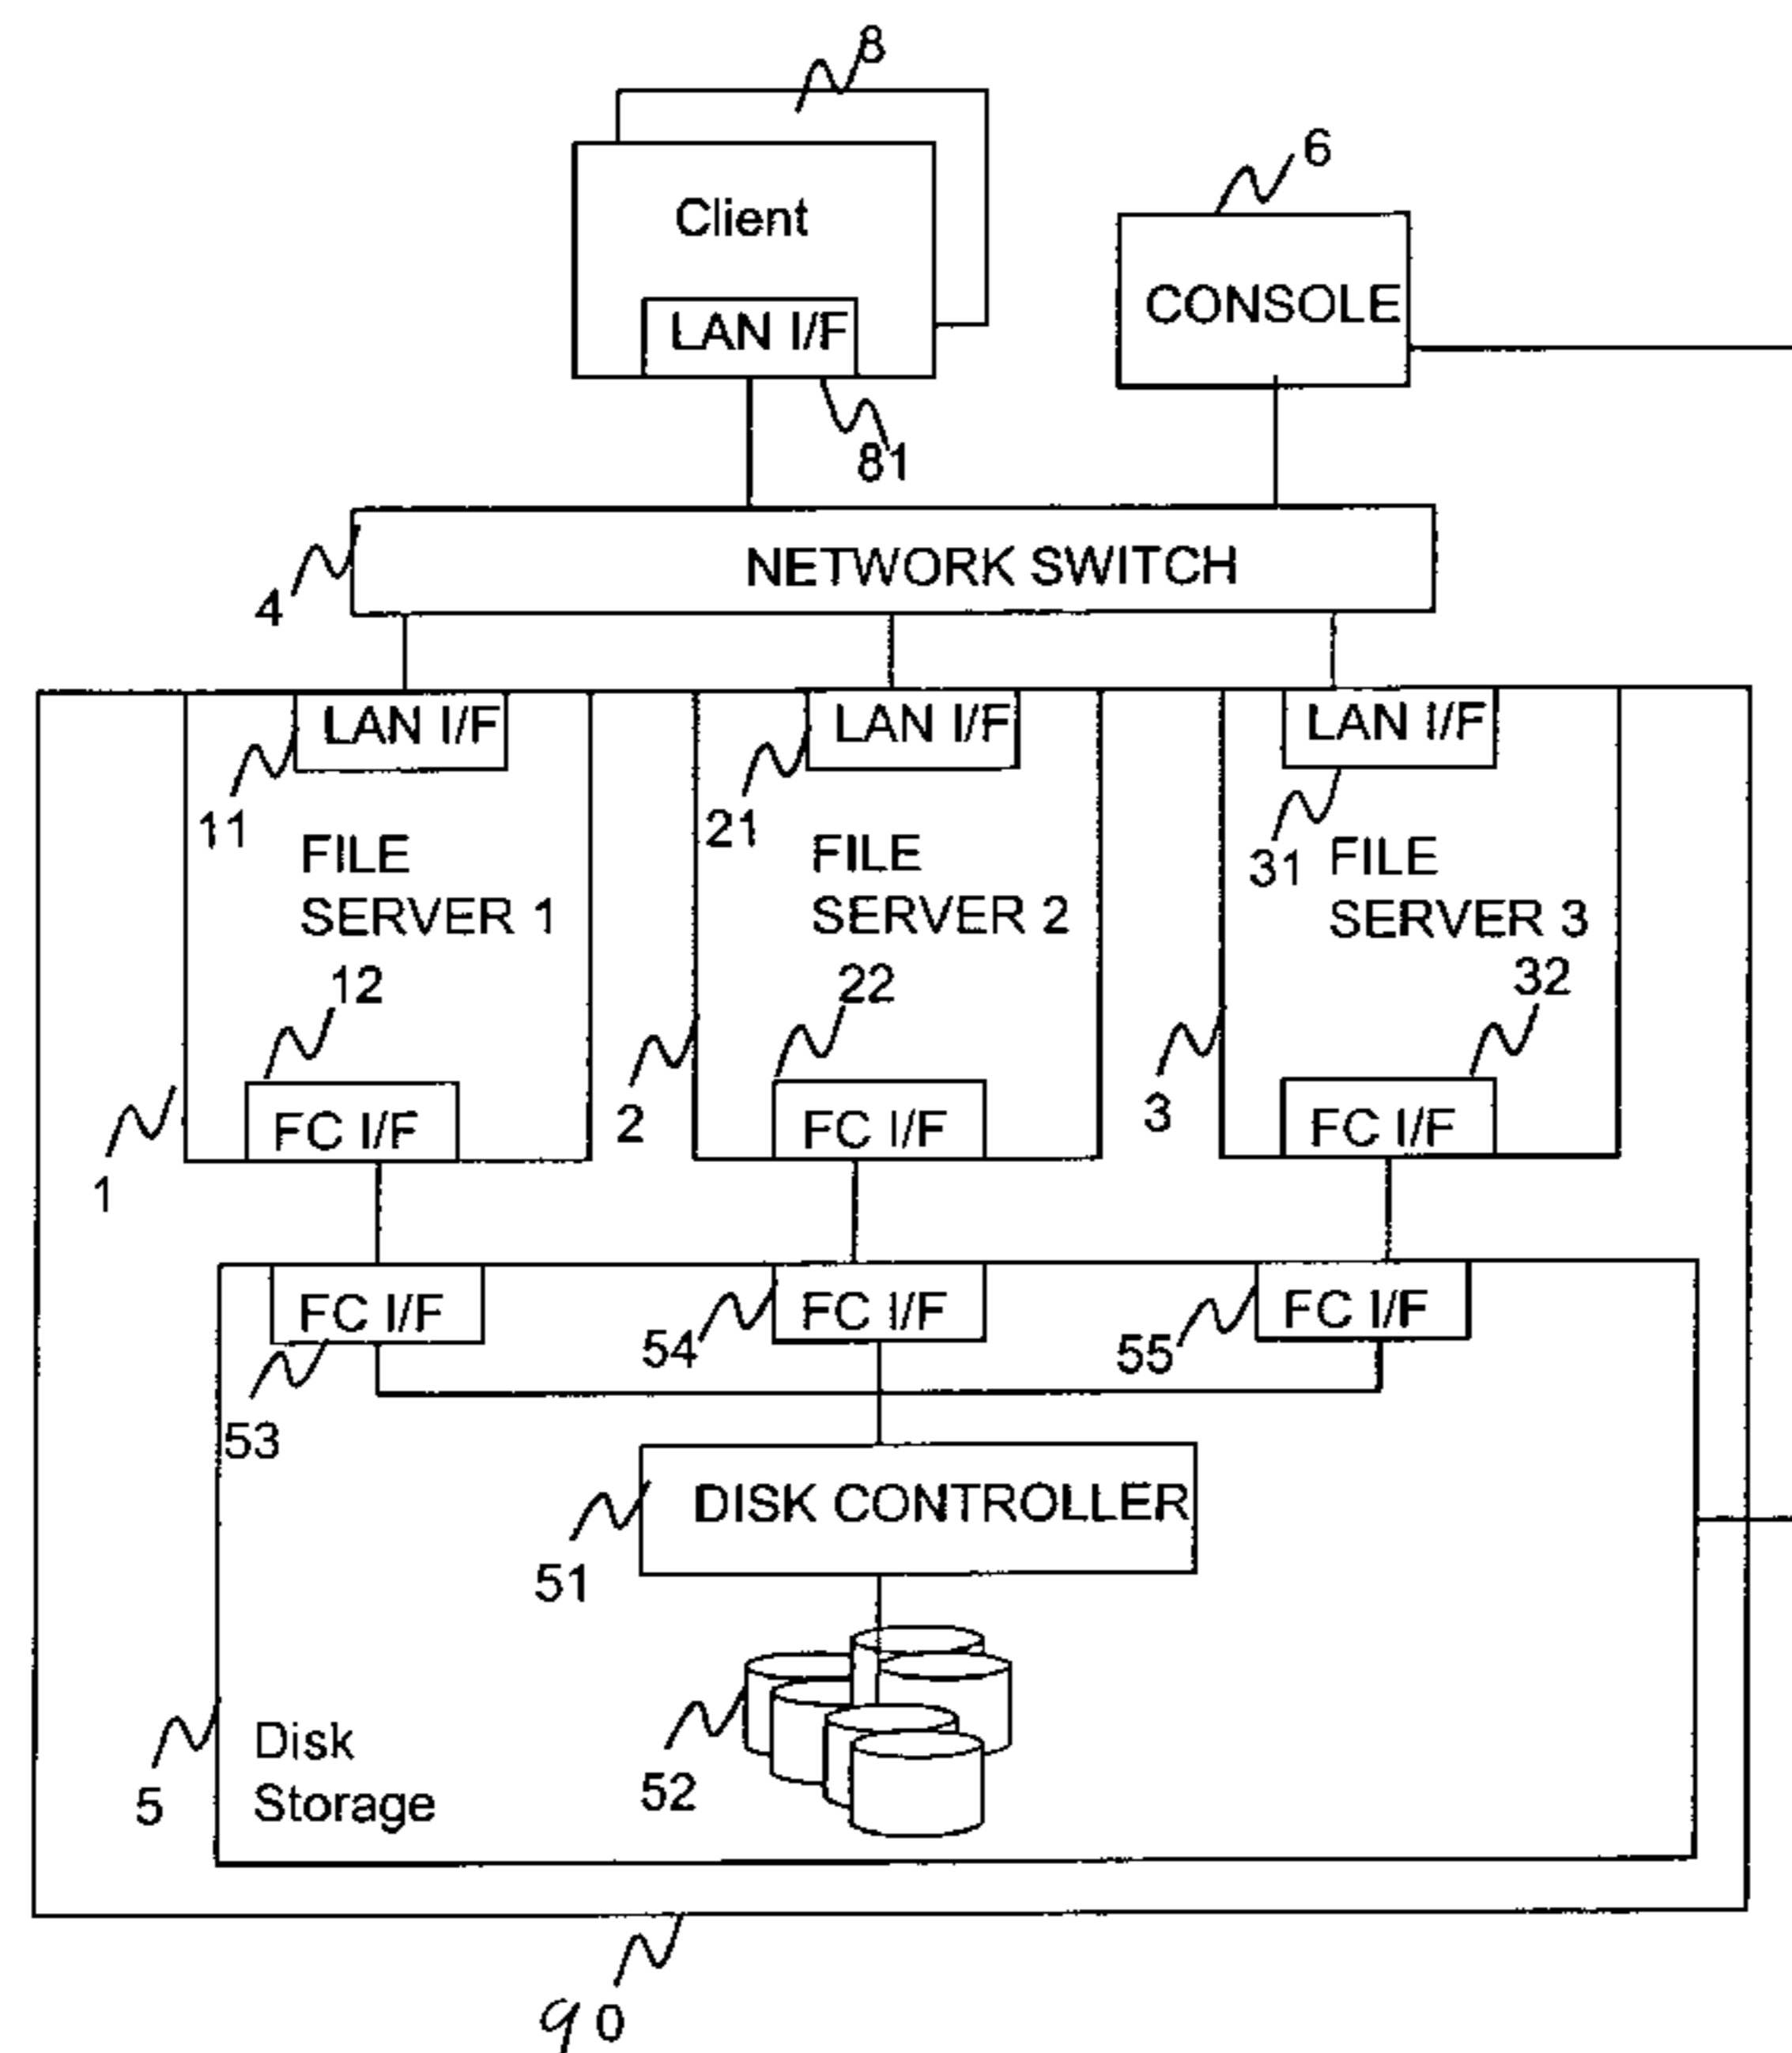 8
6
Client
CONSOLE
LAN I/F
81
NETWORK SWITCH
4
LAN I/F
LAN I/F
LAN I/F
11
21
31
FILE
SERVER 1
FILE
SERVER 2
FILE
SERVER 3
12
22
32
FC I/F
FC I/F
FC I/F
1
2
3
FC I/F
FC I/F
FC I/F
53
54
55
DISK CONTROLLER
51
52
Disk
Storage
5
90